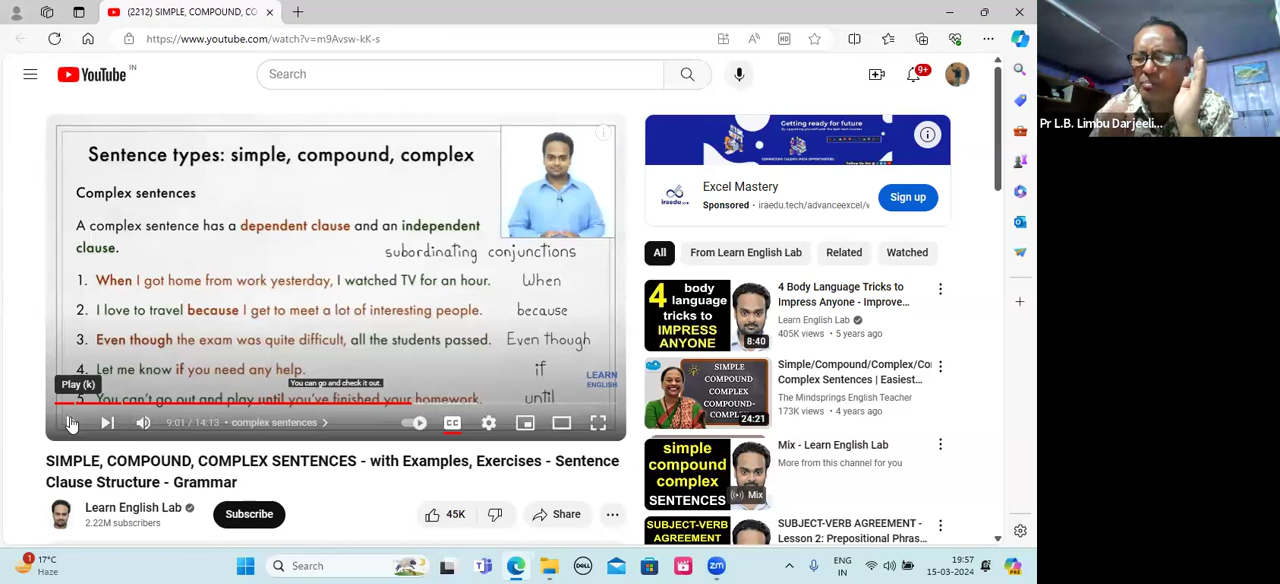 (2212) SIMPLE, COMPOUND, CO
https://www.youtube.com/watch?v=m9Avsw-kK-s
YouTube IN
Search
9+
Pr L.B. Limbu Darjeeli...
Sentence types: simple, compound, complex
Complex sentences
A complex sentence has a dependent clause and an independent
clause.
subordinating conjunctions
1. When I got home from work yesterday, I watched TV for an hour.
When
2. I love to travel because I get to meet a lot of interesting people.
because
3. Even though the exam was quite difficult, all the students passed.
Even though
4. Let me know if you need any help.
if
LEARN
ENGLISH
Play (k)
You can go and check it out.
5. You can't go out and play until you've finished your homework.
until
9:01 / 14:13 • complex sentences
CC
SIMPLE, COMPOUND, COMPLEX SENTENCES - with Examples, Exercises - Sentence
Clause Structure - Grammar
Learn English Lab
2.22M subscribers
Subscribe
45K
Share
Getting ready for future
Excel Mastery
Sponsored · iraedu.tech/advanceexcel/
Sign up
All
From Learn English Lab
Related
Watched
4 body
language
tricks to
IMPRESS
ANYONE
8:40
4 Body Language Tricks to
Impress Anyone - Improve...
Learn English Lab
405K views • 5 years ago
SIMPLE
COMPOUND
COMPLEX
COMPOUND-
24:21
Simple/Compound/Complex/Co
Complex Sentences | Easiest...
The Mindsprings English Teacher
173K views • 4 years ago
simple
compound
complex
SENTENCES
Mix
Mix - Learn English Lab
More from this channel for you
SUBJECT-VERB
AGREEMENT
SUBJECT-VERB AGREEMENT -
Lesson 2: Prepositional Phras...
1
17°C
Haze
Search
DELL
zm
ENG
IN
19:57
15-03-2024
PRE